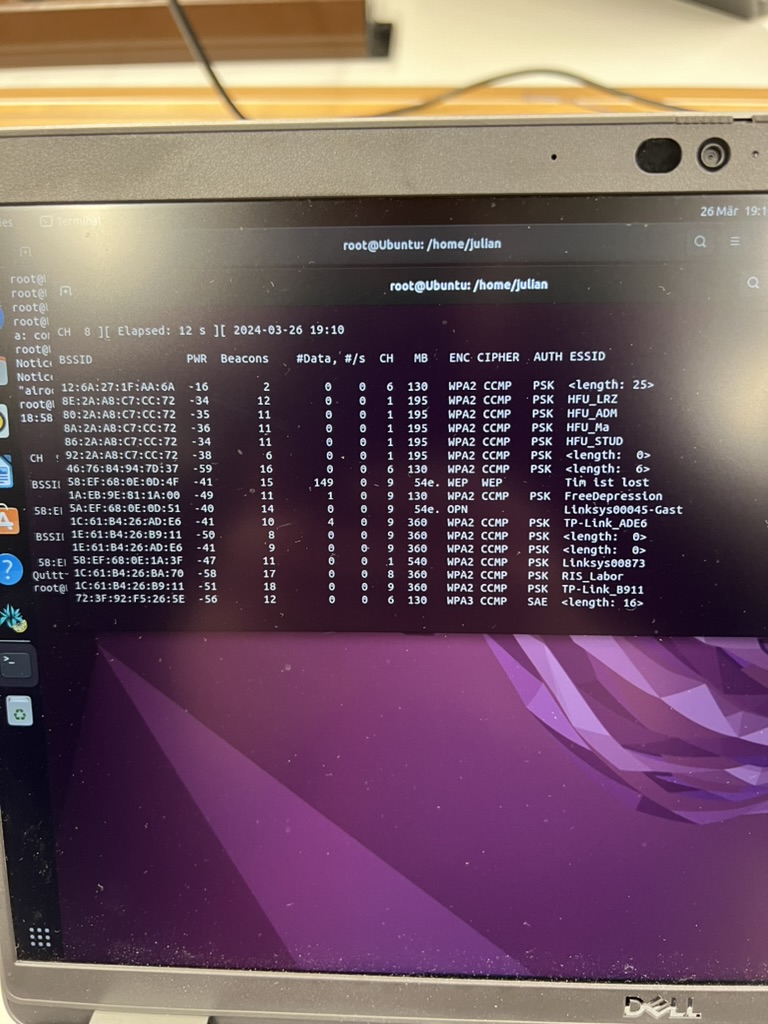 Terminal
26 Mär 19:1
root@Ubuntu: /home/julian
root@Ubuntu: /home/julian
root@
root@
root@
root@
a: co
root@
Notic
Notic
"airo
root@
18:58
CH
BSSI
58:E
BSSI
58:E
Quitt
root@
CH 8 ][ Elapsed: 12 s ][ 2024-03-26 19:10
BSSID PWR Beacons #Data, #/s CH MB ENC CIPHER AUTH ESSID
12:6A:27:1F:AA:6A -16 2 0 0 6 130 WPA2 CCMP PSK <length: 25>
8E:2A:A8:C7:CC:72 -34 12 0 0 1 195 WPA2 CCMP PSK HFU_LRZ
80:2A:A8:C7:CC:72 -35 11 0 0 1 195 WPA2 CCMP PSK HFU_ADM
8A:2A:A8:C7:CC:72 -36 11 0 0 1 195 WPA2 CCMP PSK HFU_Ma
86:2A:A8:C7:CC:72 -34 11 0 0 1 195 WPA2 CCMP PSK HFU_STUD
92:2A:A8:C7:CC:72 -38 6 0 0 1 195 WPA2 CCMP PSK <length: 0>
46:76:84:94:7D:37 -59 16 0 0 6 130 WPA2 CCMP PSK <length: 6>
58:EF:68:0E:0D:4F -41 15 149 0 9 54e. WEP WEP Tim ist lost
1A:EB:9E:81:1A:00 -49 11 1 0 9 130 WPA2 CCMP PSK FreeDepression
5A:EF:68:0E:0D:51 -40 14 0 0 9 54e. OPN Linksys00045-Gast
1C:61:B4:26:AD:E6 -41 10 4 0 9 360 WPA2 CCMP PSK TP-Link_ADE6
1E:61:B4:26:B9:11 -50 8 0 0 9 360 WPA2 CCMP PSK <length: 0>
1E:61:B4:26:AD:E6 -41 9 0 0 9 360 WPA2 CCMP PSK <length: 0>
58:EF:68:0E:1A:3F -47 11 0 0 1 540 WPA2 CCMP PSK Linksys00873
1C:61:B4:26:BA:70 -58 17 0 0 8 360 WPA2 CCMP PSK RIS_Labor
1C:61:B4:26:B9:11 -51 18 0 0 9 360 WPA2 CCMP PSK TP-Link_B911
72:3F:92:F5:26:5E -56 12 0 0 6 130 WPA3 CCMP SAE <length: 16>
DELL